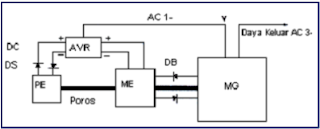 AC 1~
Daya Keluar AC 3~
DC
+ AVR +
- -
DS
DB
PE
ME
MG
Poros